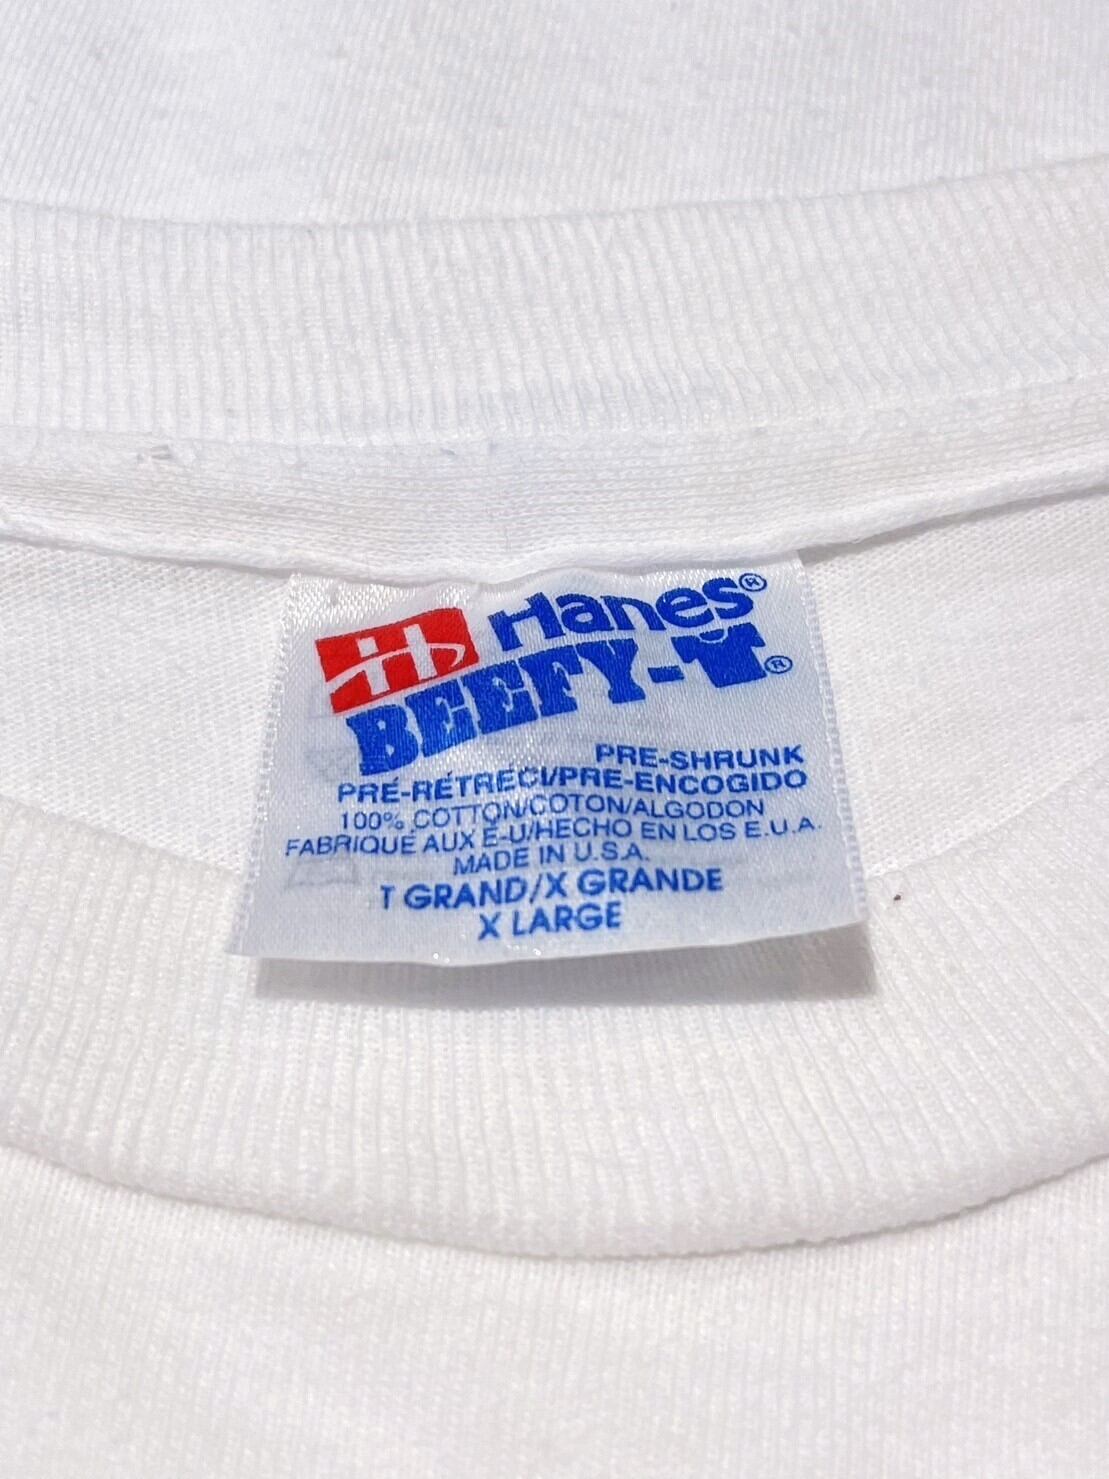 H Hanes®
BEEFY-T®
PRE-SHRUNK
PRÉ-RÉTRÉCI/PRE-ENCOGIDO
100% COTTON/COTON/ALGODON
FABRIQUÉ AUX É-U/HECHO EN LOS E.U.A.
MADE IN U.S.A.
T GRAND/X GRANDE
X LARGE